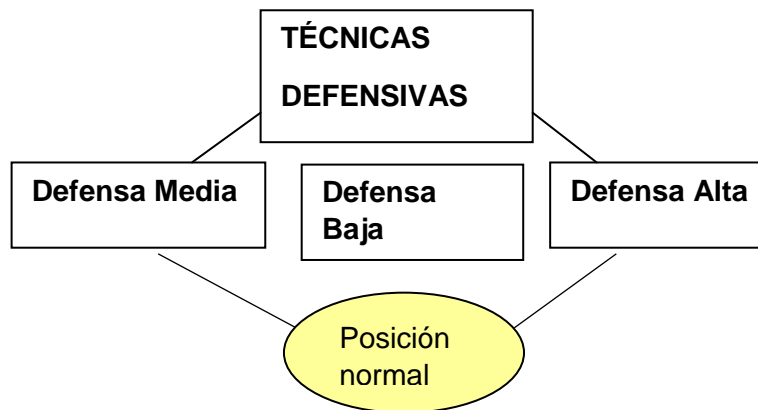 TÉCNICAS
DEFENSIVAS
Defensa Media
Defensa
Baja
Defensa Alta
Posición
normal